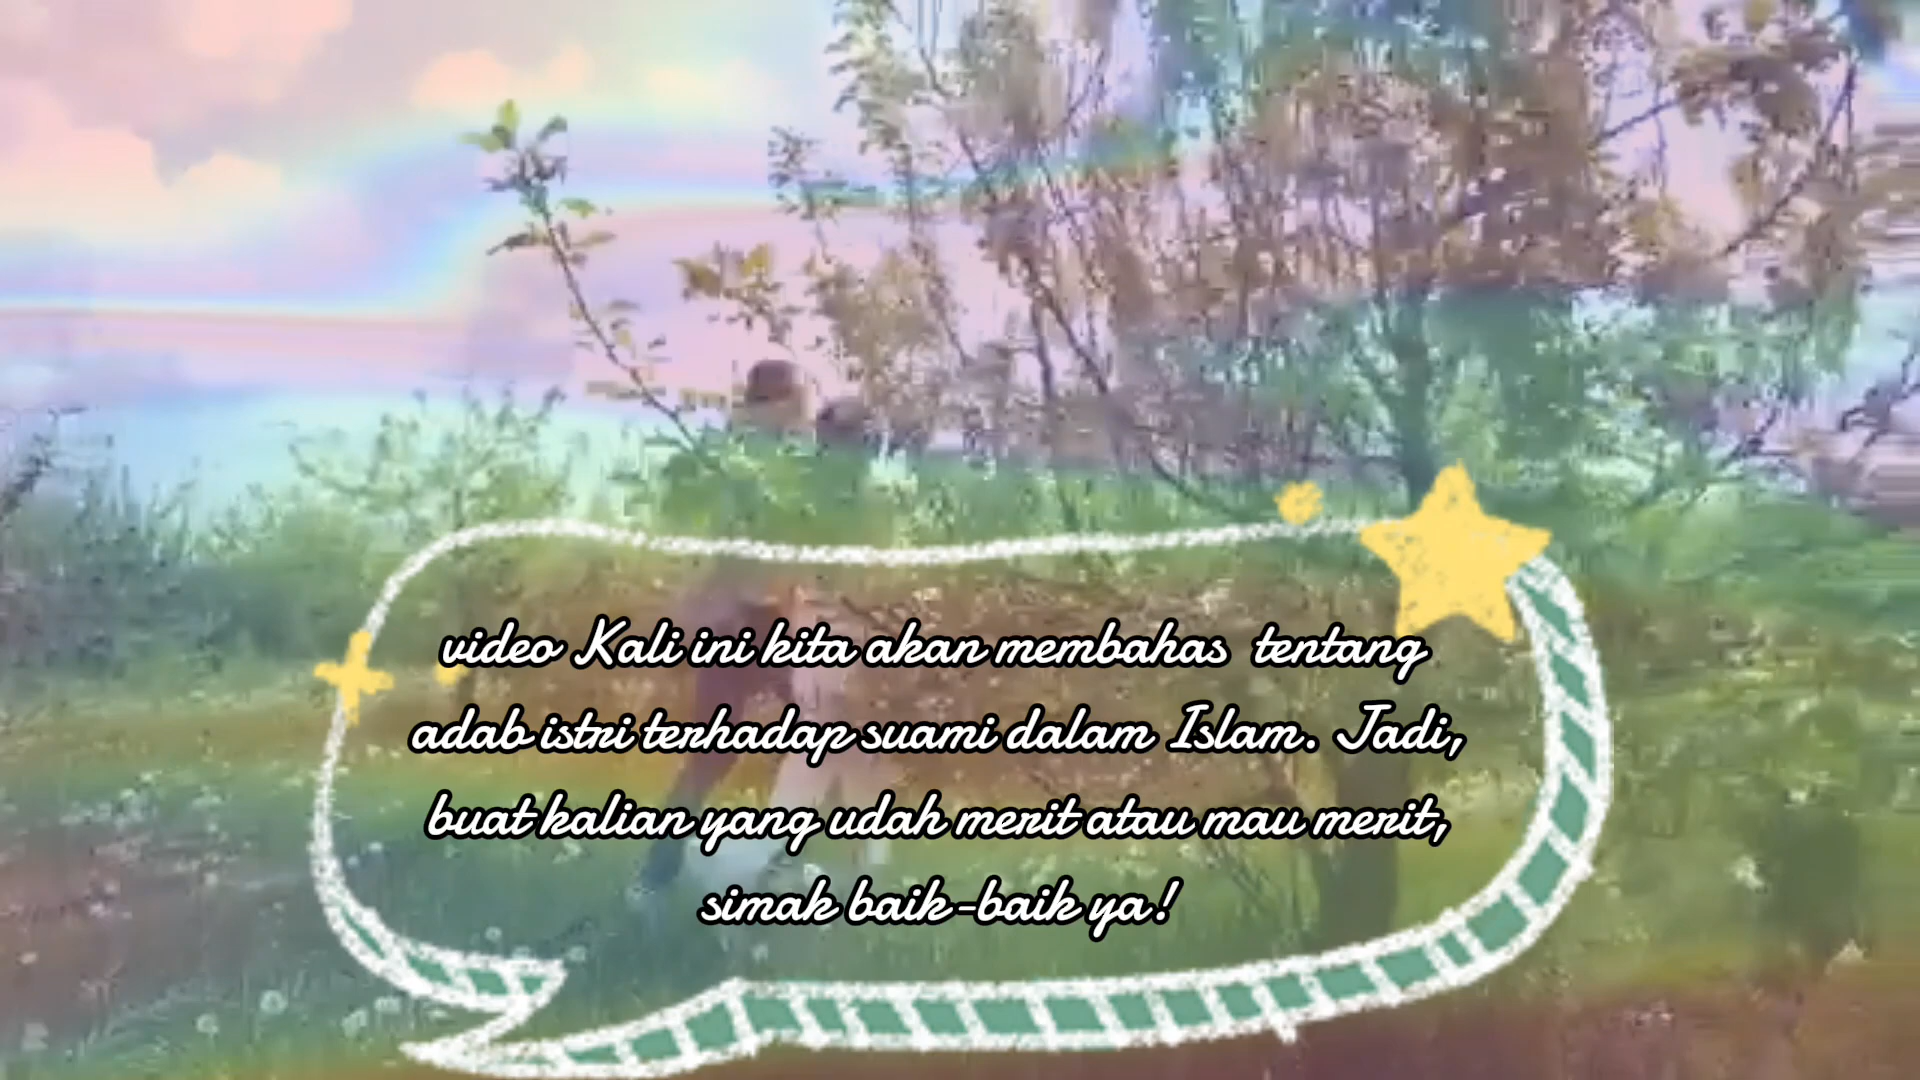 video Kali ini kita akan membahas tentang
adab istri terhadap suami dalam Islam. Jadi,
buat kalian yang udah merit atau mau merit,
simak baik-baik ya!